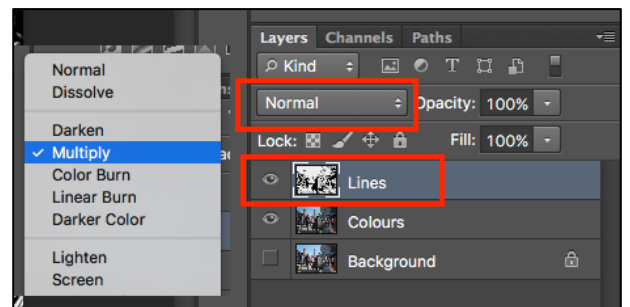 Normal
Dissolve
Darken
✓ Multiply
Color Burn
Linear Burn
Darker Color
Lighten
Screen
Layers Channels Paths
Kind
Normal Opacity: 100%
Lock: Fill: 100%
Lines
Colours
Background